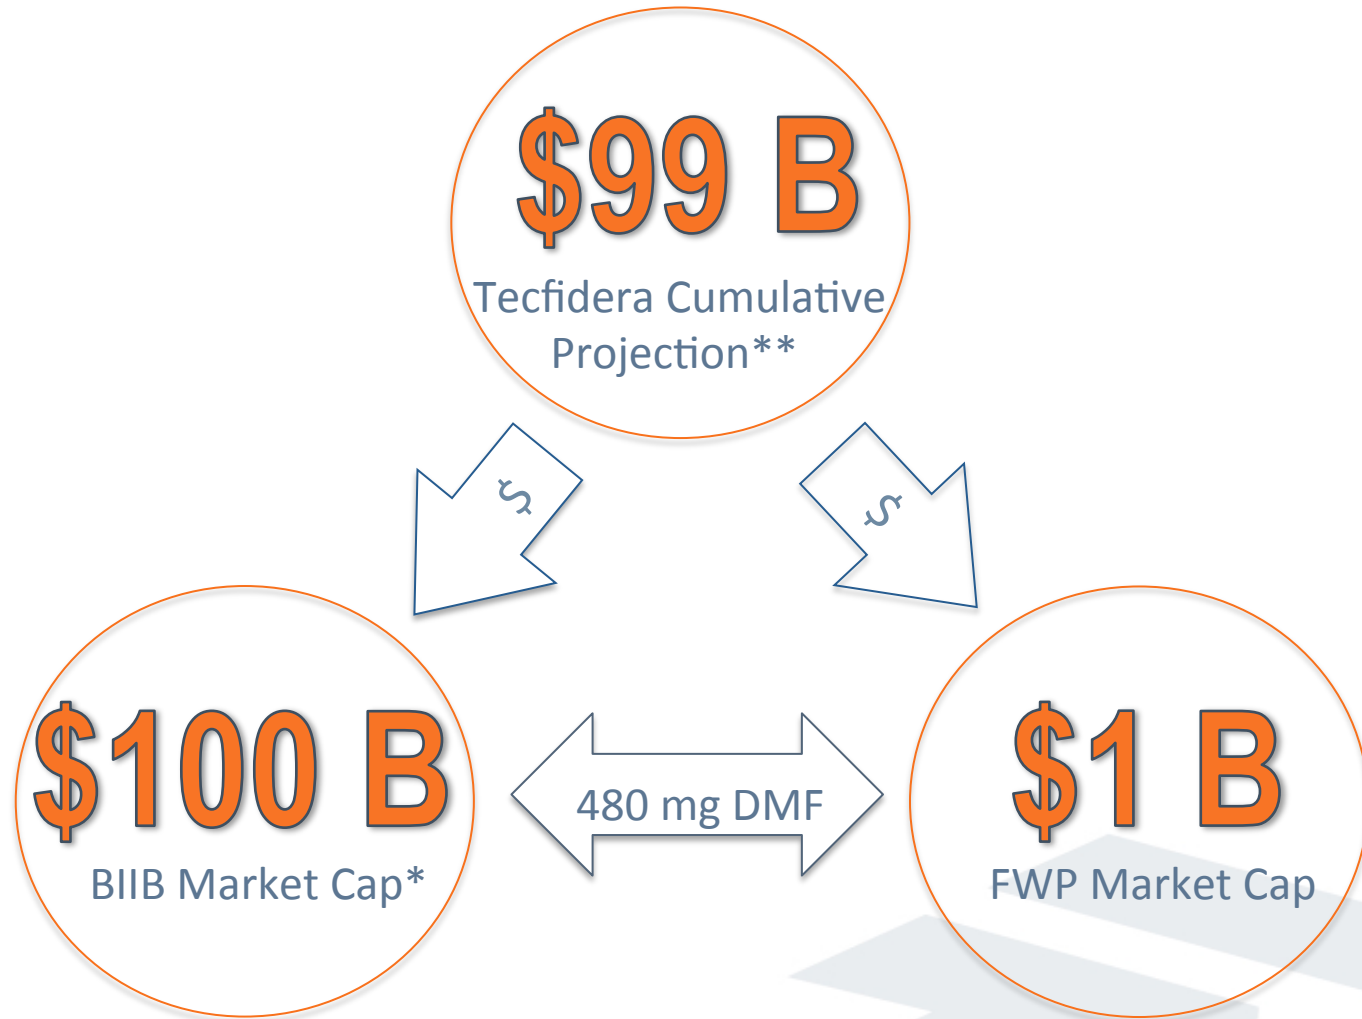 $99 B
Tecfidera Cumulative
Projection**
$
$
$100 B
BIIB Market Cap*
480 mg DMF
$1 B
FWP Market Cap